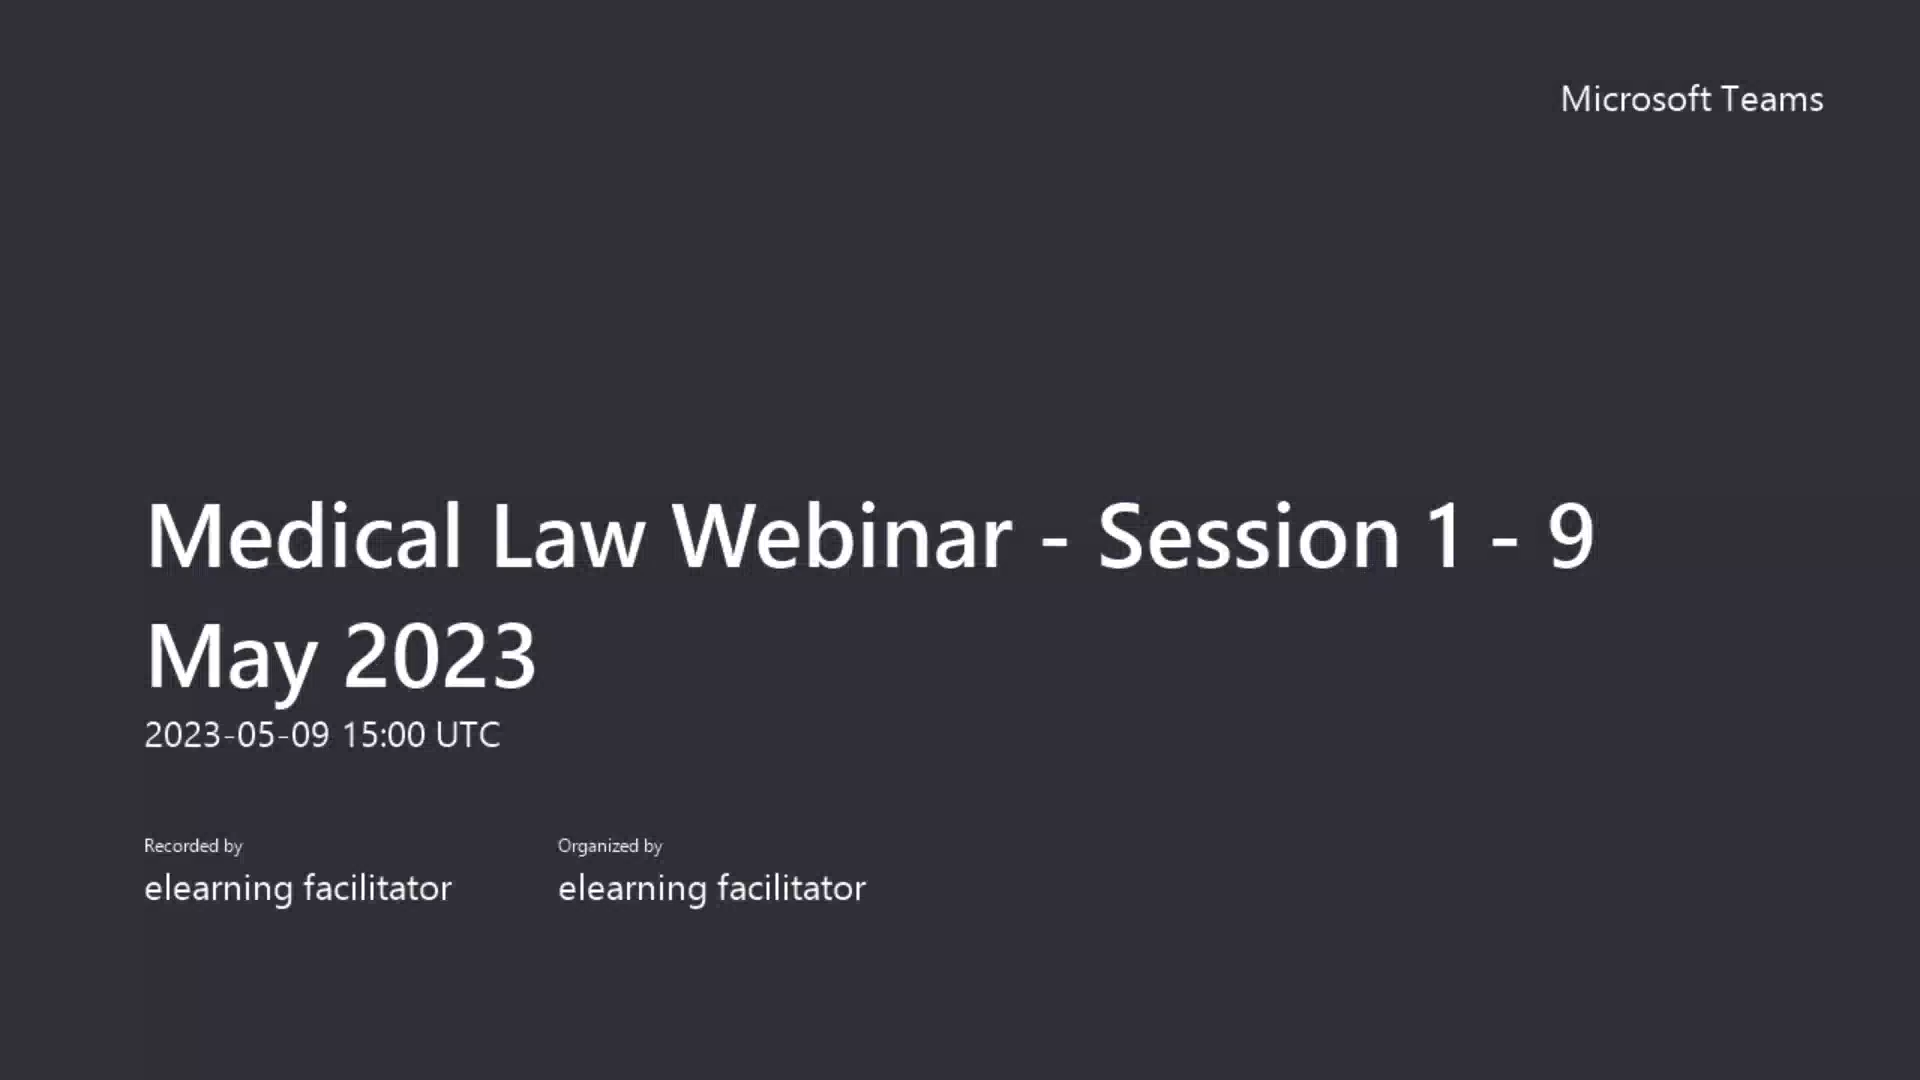 Microsoft Teams
Medical Law Webinar - Session 1 - 9
May 2023
2023-05-09 15:00 UTC
Recorded by
elearning facilitator
Organized by
elearning facilitator